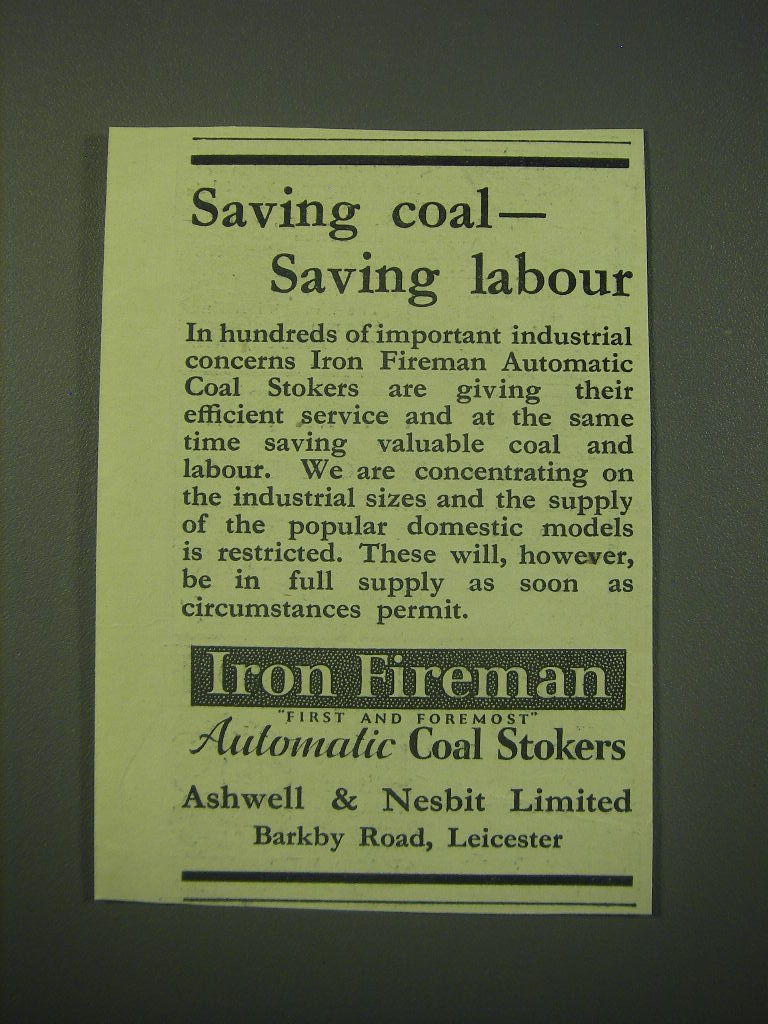 Saving coal—
Saving labour
In hundreds of important industrial
concerns Iron Fireman Automatic
Coal Stokers are giving their
efficient service and at the same
time saving valuable coal and
labour. We are concentrating on
the industrial sizes and the supply
of the popular domestic models
is restricted. These will, however,
be in full supply as soon as
circumstances permit.
Iron Fireman
"FIRST AND FOREMOST"
Automatic Coal Stokers
Ashwell & Nesbit Limited
Barkby Road, Leicester